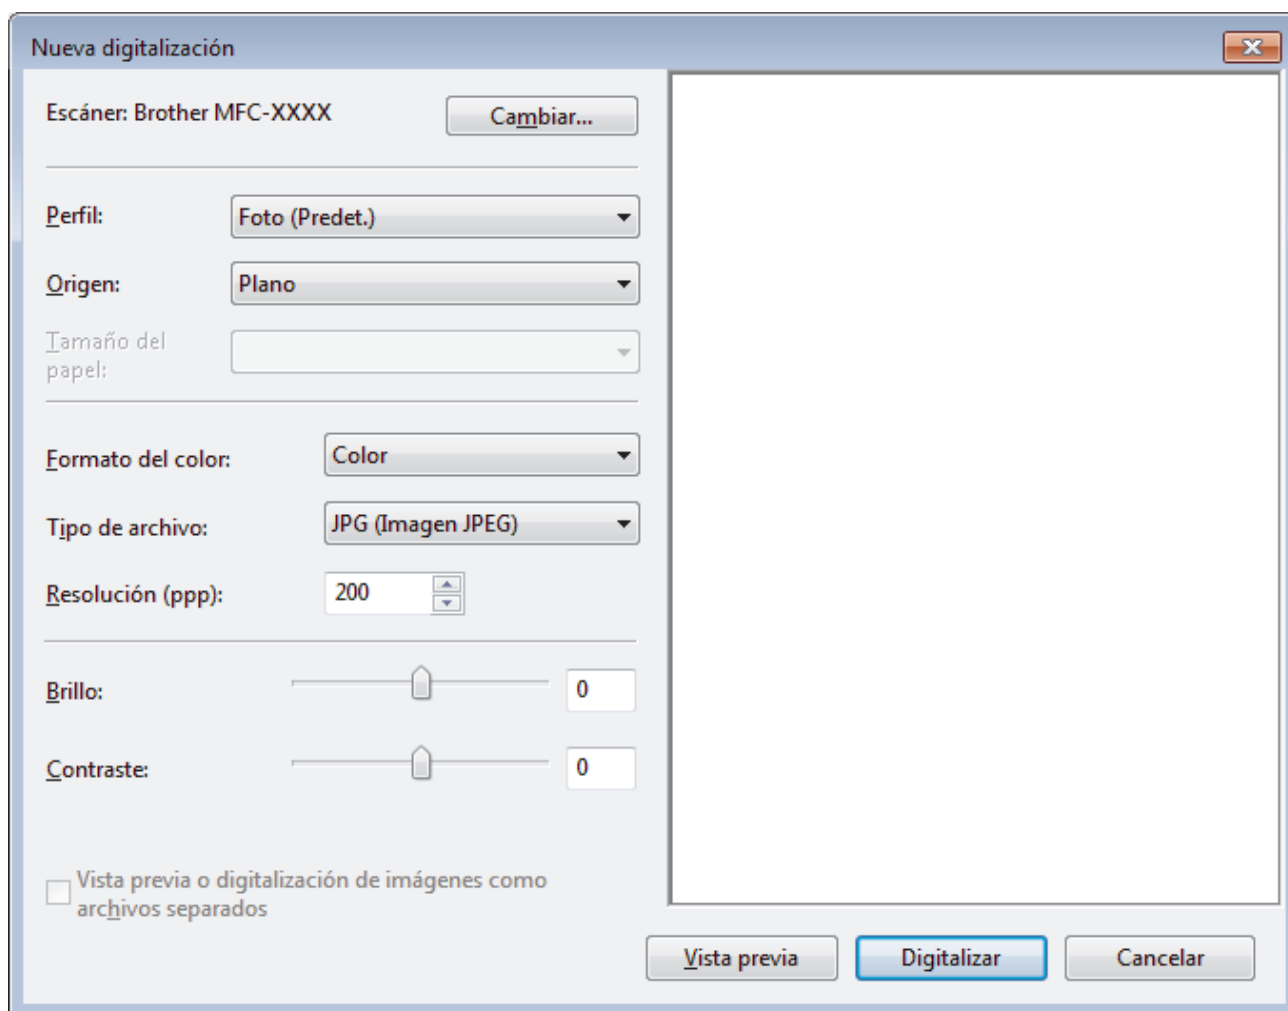 Nueva digitalización
Escáner: Brother MFC-XXXX
Cambiar...
Perfil:
Foto (Predet.)
Origen:
Plano
Tamaño del
papel:
Formato del color:
Color
Tipo de archivo:
JPG (Imagen JPEG)
Resolución (ppp):
200
Brillo:
0
Contraste:
0
Vista previa o digitalización de imágenes como
archivos separados
Vista previa
Digitalizar
Cancelar